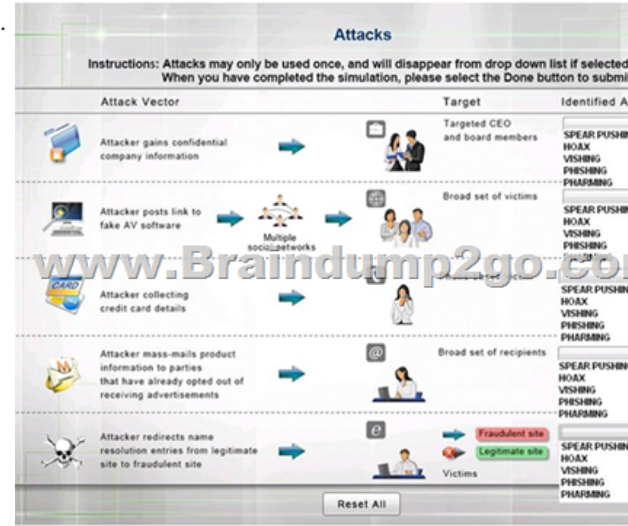 Attacks
Instructions: Attacks may only be used once, and will disappear from drop down list if selected
When you have completed the simulation, please select the Done button to submi
Attack Vector Target Identified A
Attacker gains confidential
company information
Targeted CEO
and board members
SPEAR PUSHIN
HOAX
VISHING
PHISHING
PHARMING
Attacker posts link to
fake AV software
Multiple
social networks
Broad set of victims
SPEAR PUSHIN
HOAX
VISHING
PHISHING
www.Braindump2go.com
CARD
Attacker collecting
credit card details
SPEAR PUSHIN
HOAX
VISHING
PHISHING
PHARMING
Attacker mass-mails product
information to parties
that have already opted out of
receiving advertisements
@
Broad set of recipients
SPEAR PUSHING
HOAX
VISHING
PHISHING
PHARMING
Attacker redirects name
resolution entries from legitimate
site to fraudulent site
e
Fraudulent site
Legitimate site
Victims
SPEAR PUSHIN
HOAX
VISHING
PHISHING
PHARMING
Reset All